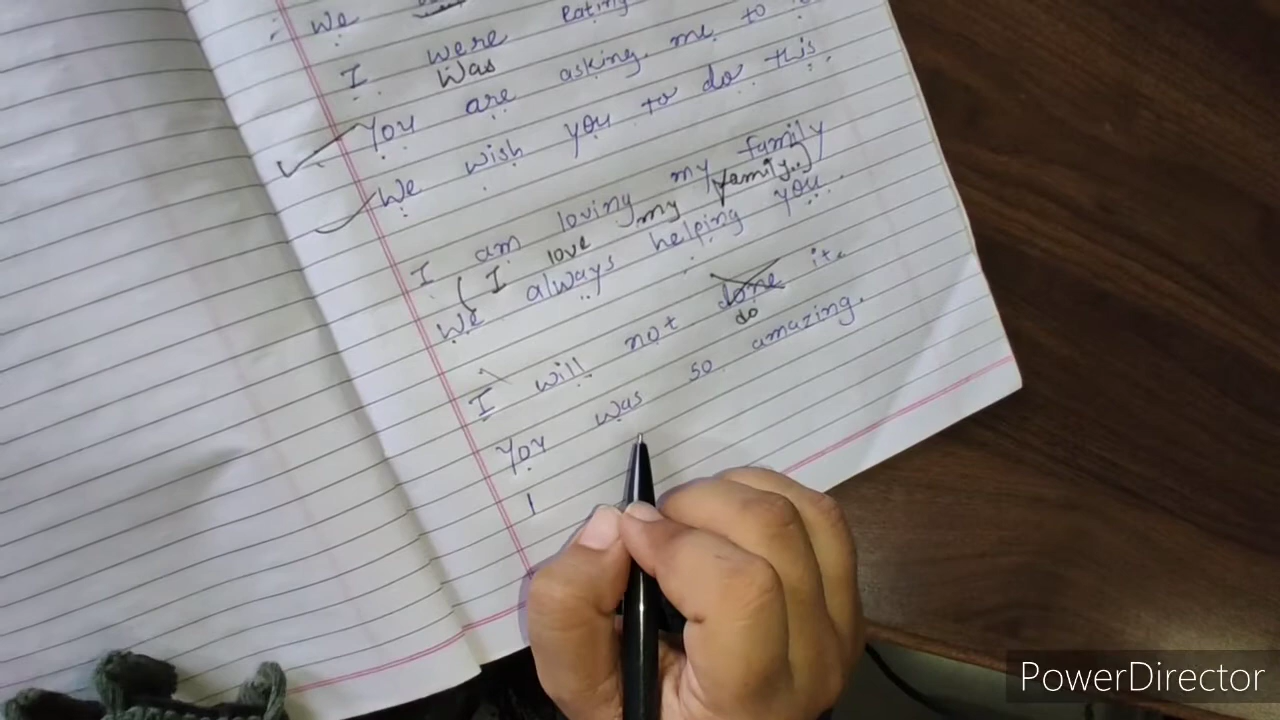 We
I were eating
was
You are asking me to
We wish you to do this
I am loving my family
I love my family..
We always helping you.
I will not done it.
do
You was so amazing.
PowerDirector